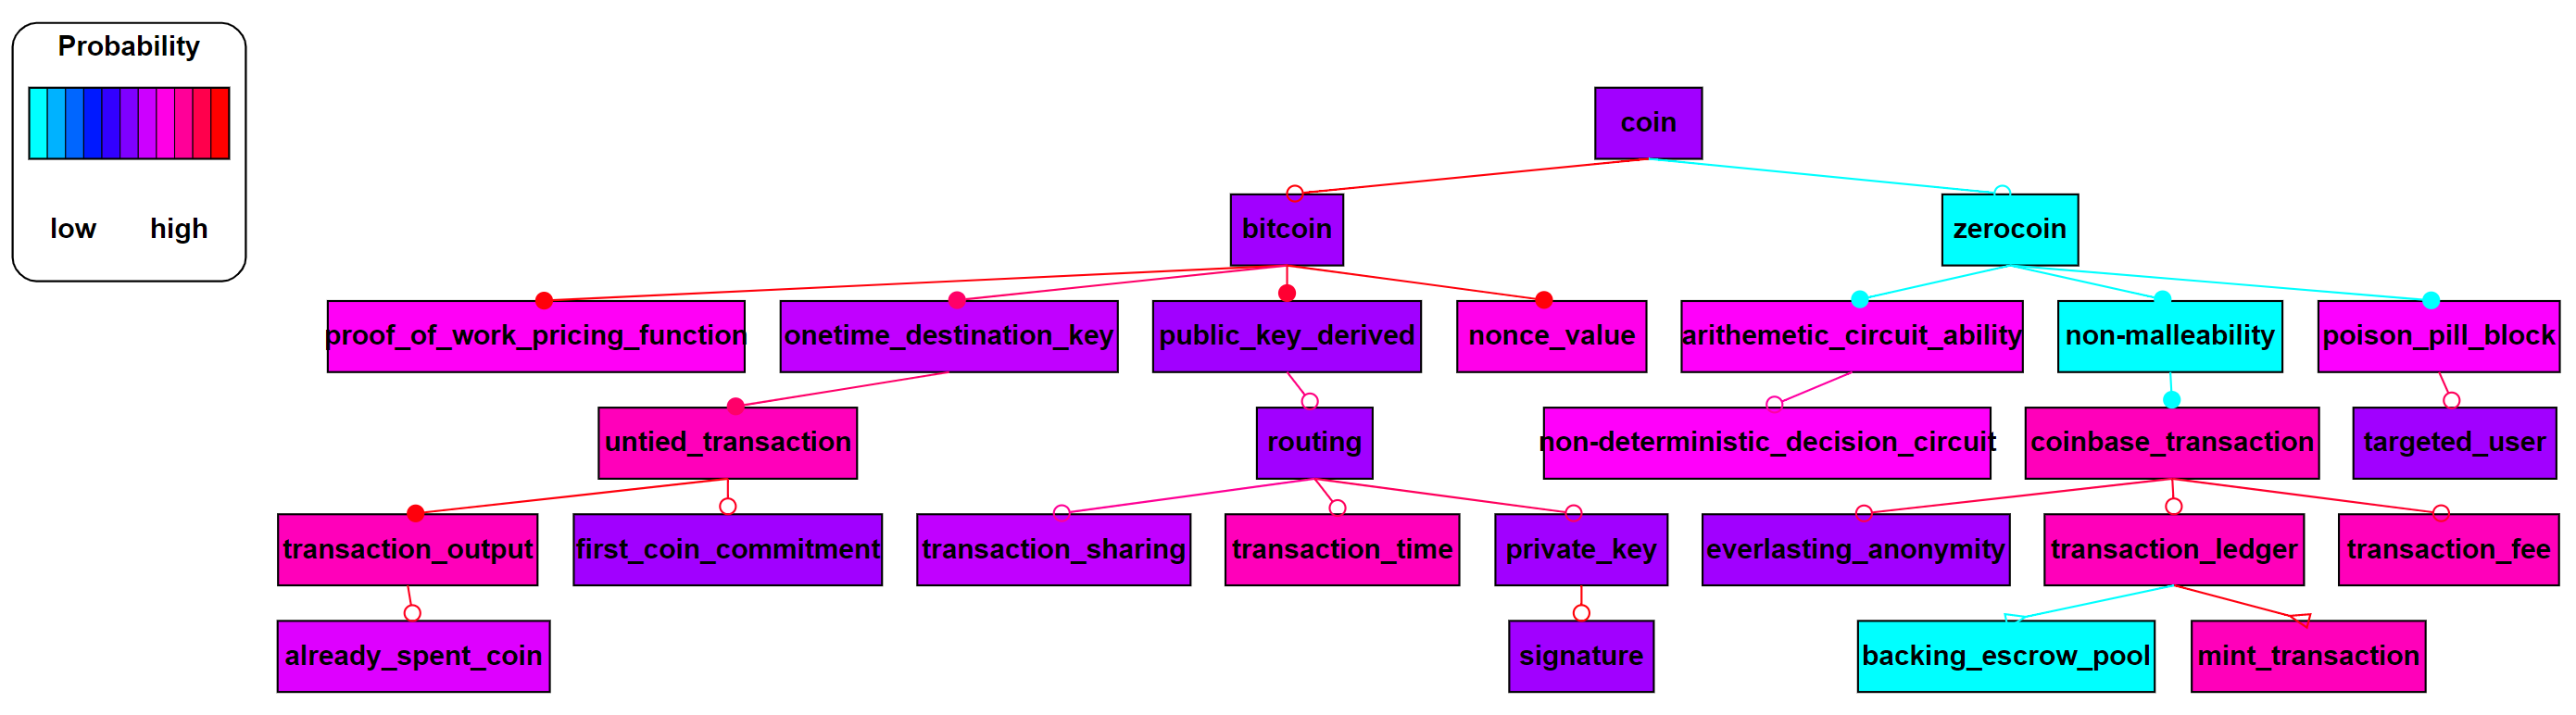 Probability
low high
coin
bitcoin
zerocoin
proof_of_work_pricing_function
onetime_destination_key
public_key_derived
nonce_value
arithemetic_circuit_ability
non-malleability
poison_pill_block
untied_transaction
routing
non-deterministic_decision_circuit
coinbase_transaction
targeted_user
transaction_output
first_coin_commitment
transaction_sharing
transaction_time
private_key
everlasting_anonymity
transaction_ledger
transaction_fee
already_spent_coin
signature
backing_escrow_pool
mint_transaction